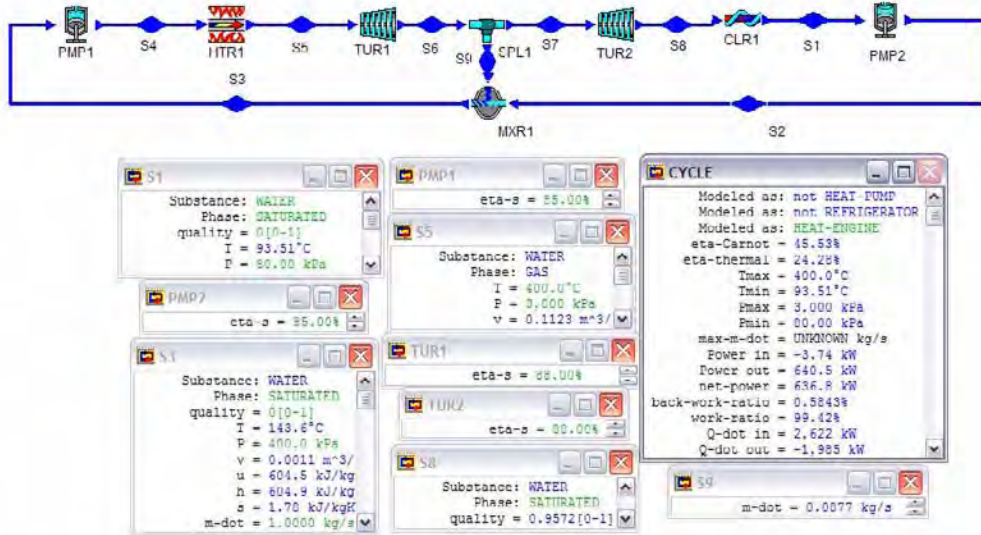 PMP1
S4
HTR1
S5
TUR1
S6
S9
SPL1
S7
TUR2
S8
CLR1
S1
PMP2
S3
MXR1
S2
S1
Substance: WATER
Phase: SATURATED
quality = 0[0-1]
T = 93.51°C
P = 80.00 kPa
PMP1
eta-s = 85.00%
S5
Substance: WATER
Phase: GAS
T = 400.0°C
P = 3,000 kPa
v = 0.1123 m^3/
CYCLE
Modeled as: not HEAT-PUMP
Modeled as: not REFRIGERATOR
Modeled as: HEAT-ENGINE
eta-Carnot = 45.53%
eta-thermal = 24.28%
Tmax = 400.0°C
Tmin = 93.51°C
Pmax = 3,000 kPa
Pmin = 80.00 kPa
max-m-dot = UNKNOWN kg/s
Power in = -3.74 kW
Power out = 640.5 kW
net-power = 636.8 kW
back-work-ratio = 0.5843%
work-ratio = 99.42%
Q-dot in = 2,622 kW
Q-dot out = -1,985 kW
PMP2
eta-s = 85.00%
S3
Substance: WATER
Phase: SATURATED
quality = 0[0-1]
T = 143.6°C
P = 400.0 kPa
v = 0.0011 m^3/
u = 604.5 kJ/kg
h = 604.9 kJ/kg
s = 1.78 kJ/kgK
m-dot = 1.0000 kg/s
TUR1
eta-s = 88.00%
TUR2
eta-s = 88.00%
S8
Substance: WATER
Phase: SATURATED
quality = 0.9572[0-1]
S9
m-dot = 0.0877 kg/s